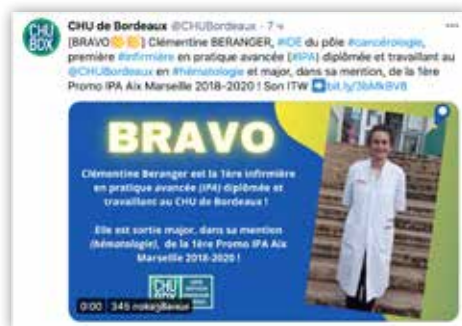 CHU de Bordeaux @CHUBordeaux · 7
[BRAVO👏👏] Clémentine BERANGER, #IDE du pôle #cancérologie,
première #infirmière en pratique avancée (#IPA) diplômée et travaillant au
@CHUBordeaux en #hématologie et major, dans sa mention, de la 1ère
Promo IPA Aix Marseille 2018-2020 ! Son ITW ➡️bit.ly/3bMkBVB
CHU
BDX
BRAVO
Clémentine Beranger est la 1ère infirmière
en pratique avancée (IPA) diplômée et
travaillant au CHU de Bordeaux !
Elle est sortie major, dans sa mention
(hématologie), de la 1ère Promo IPA Aix
Marseille 2018-2020 !
CHU
0:00 345